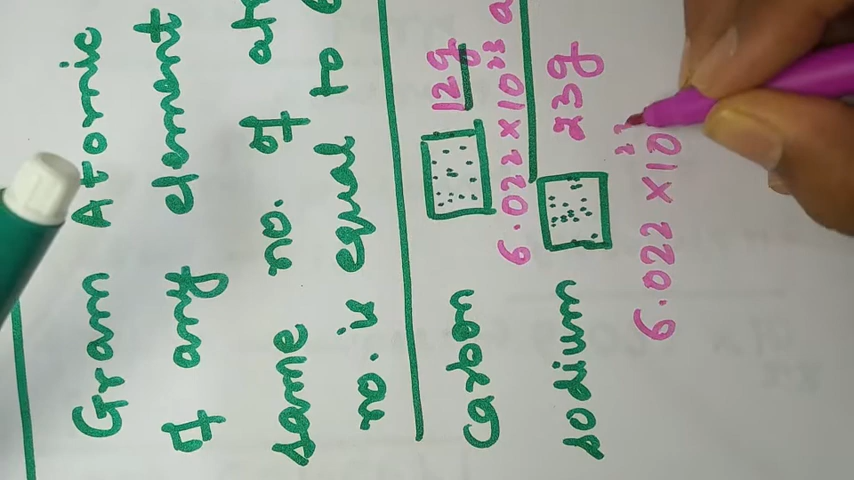 Gram Atomic
of any element
same no. of
no. is equal to
Carbon 12g
6.022 × 10²³ a
sodium 23g
6.022 × 10²³